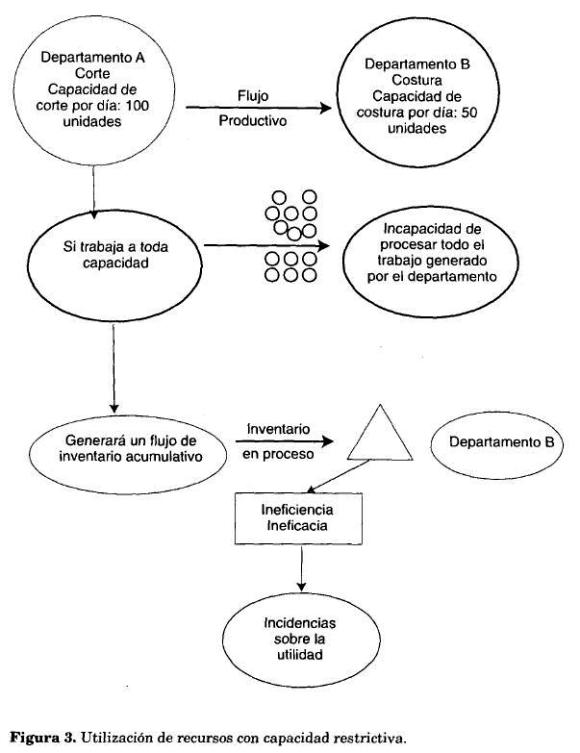 Departamento A
Corte
Capacidad de
corte por día: 100
unidades
Flujo
Productivo
Departamento B
Costura
Capacidad de
costura por día: 50
unidades
Si trabaja a toda
capacidad
Incapacidad de
procesar todo el
trabajo generado
por el departamento
Generará un flujo de
inventario acumulativo
Inventario
en proceso
Departamento B
Ineficiencia
Ineficacia
Incidencias
sobre la
utilidad
Figura 3. Utilización de recursos con capacidad restrictiva.